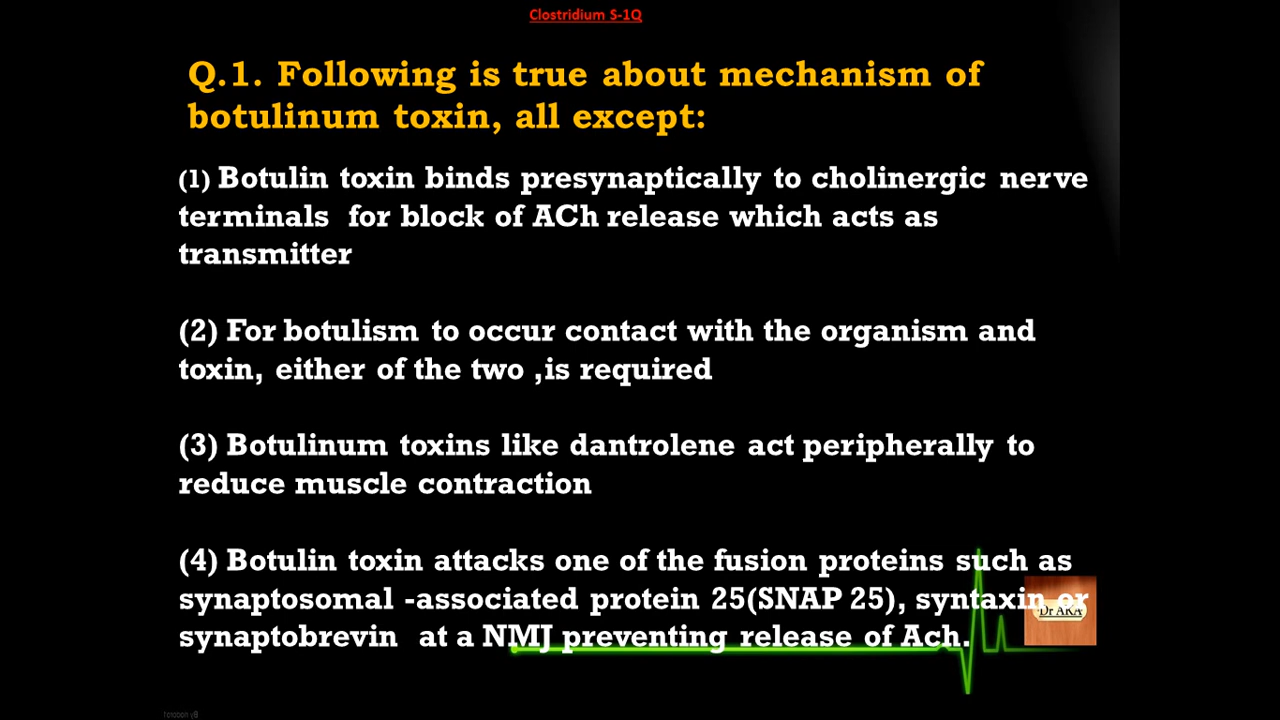 Clostridium S-1Q
Q.1. Following is true about mechanism of
botulinum toxin, all except:
(1) Botulin toxin binds presynaptically to cholinergic nerve
terminals for block of ACh release which acts as
transmitter
(2) For botulism to occur contact with the organism and
toxin, either of the two ,is required
(3) Botulinum toxins like dantrolene act peripherally to
reduce muscle contraction
(4) Botulin toxin attacks one of the fusion proteins such as
synaptosomal -associated protein 25(SNAP 25), syntaxin or
Dr AKA
synaptobrevin at a NMJ preventing release of Ach.